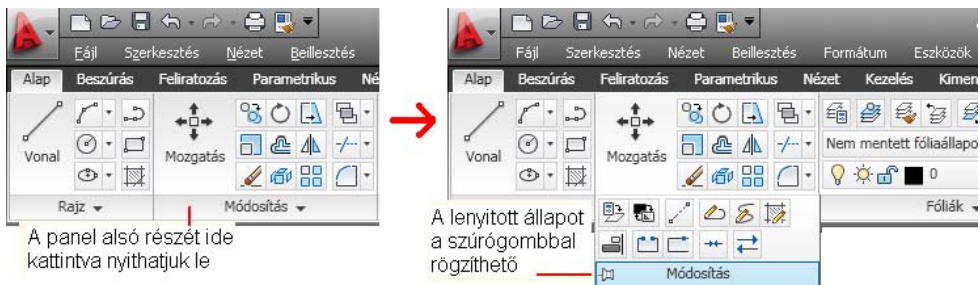 Fájl Szerkesztés Nézet Beillesztés
Alap Beszúrás Feliratozás Parametrikus Né
Vonal
Mozgatás
Rajz Módosítás
A panel alsó részét ide
kattintva nyithatjuk le
Fájl Szerkesztés Nézet Beillesztés Formátum Eszközök
Alap Beszúrás Feliratozás Parametrikus Nézet Kezelés Kimen
Vonal
Mozgatás
Nem mentett fóliaállapo
0
Fóliák
A lenyitott állapot
a szúrógombbal
rögzíthető
Módosítás